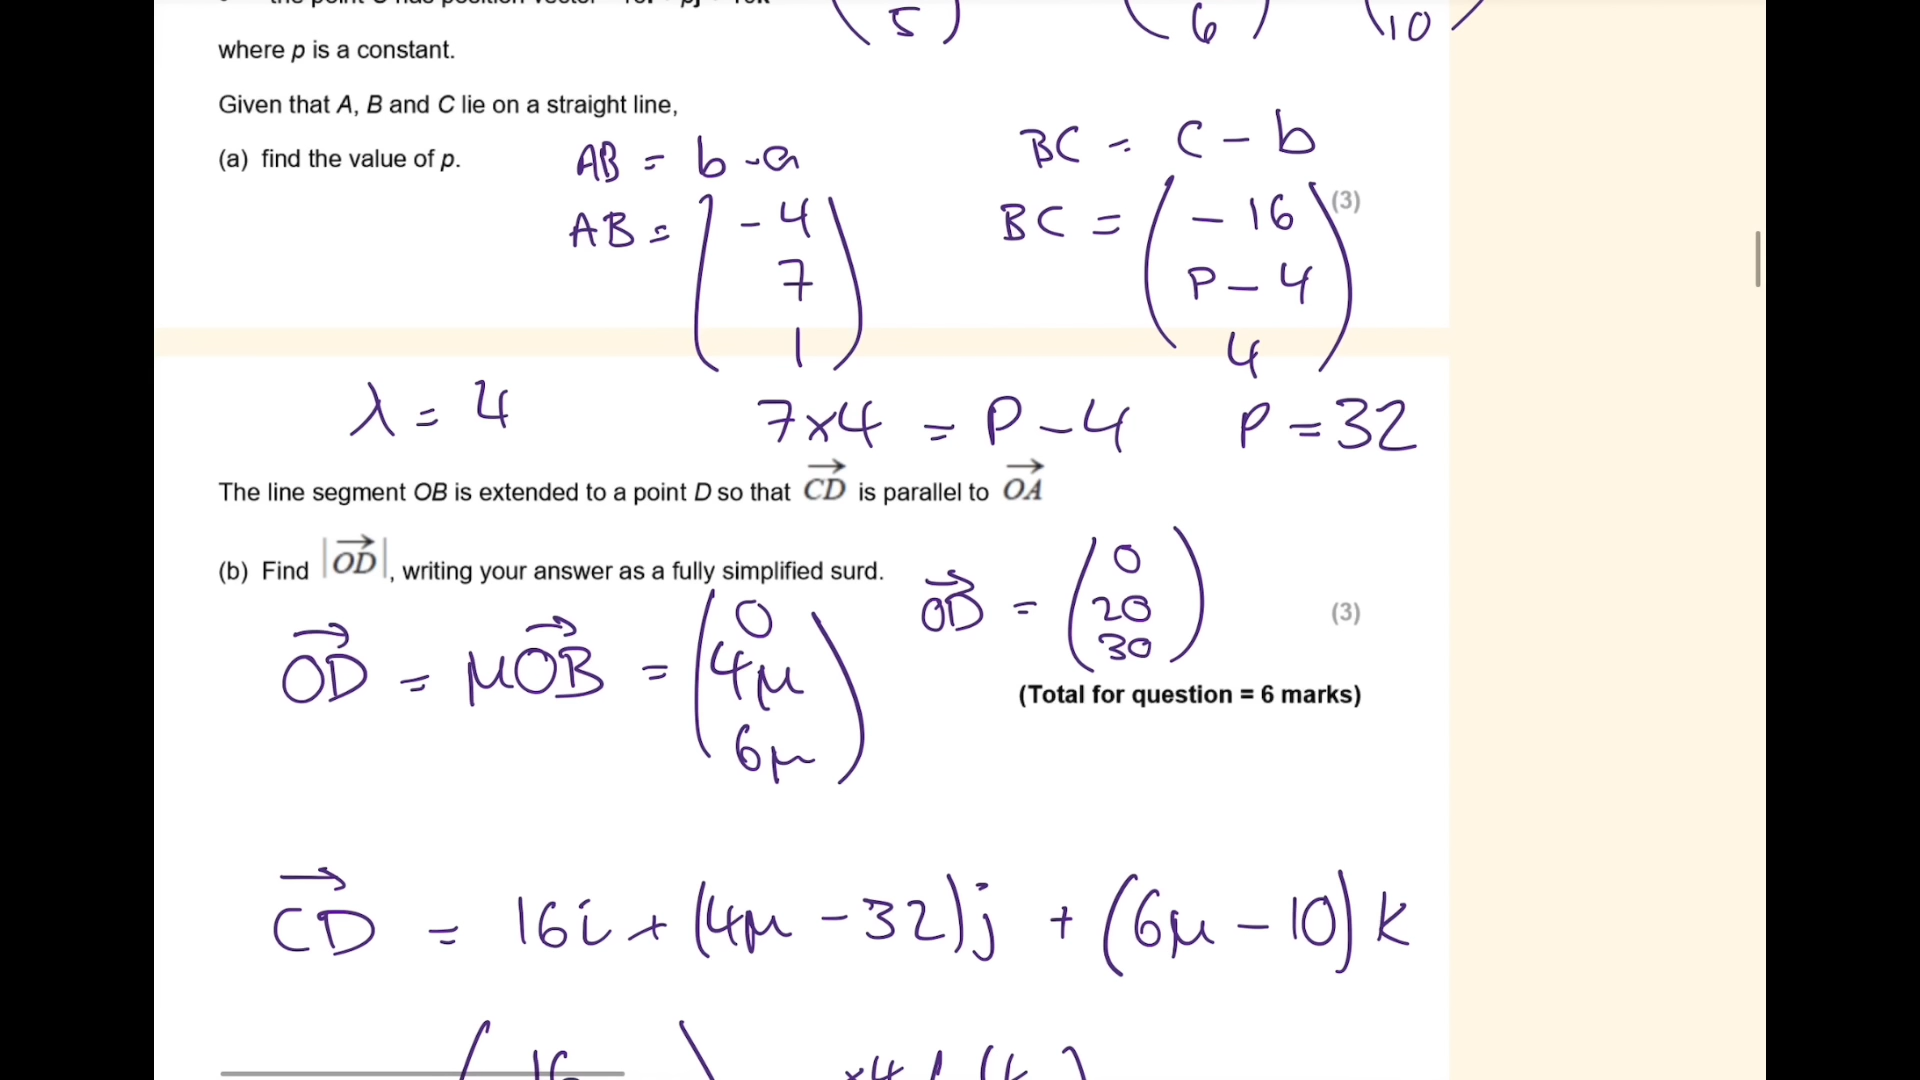 where p is a constant.
( 5 ) ( 6 ) ( 10
Given that A, B and C lie on a straight line,
(a) find the value of p.
AB = b - a
BC = c - b
(3)
AB = ( -4 7 1 )
BC = ( -16 P-4 4 )
λ = 4
7×4 = P-4
P = 32
The line segment OB is extended to a point D so that CD is parallel to OA
(b) Find |OD|, writing your answer as a fully simplified surd.
OD = μOB = ( 0 4μ 6μ )
OD = ( 0 20 30 )
(3)
(Total for question = 6 marks)
CD = 16i + (4μ - 32)j + (6μ - 10)k